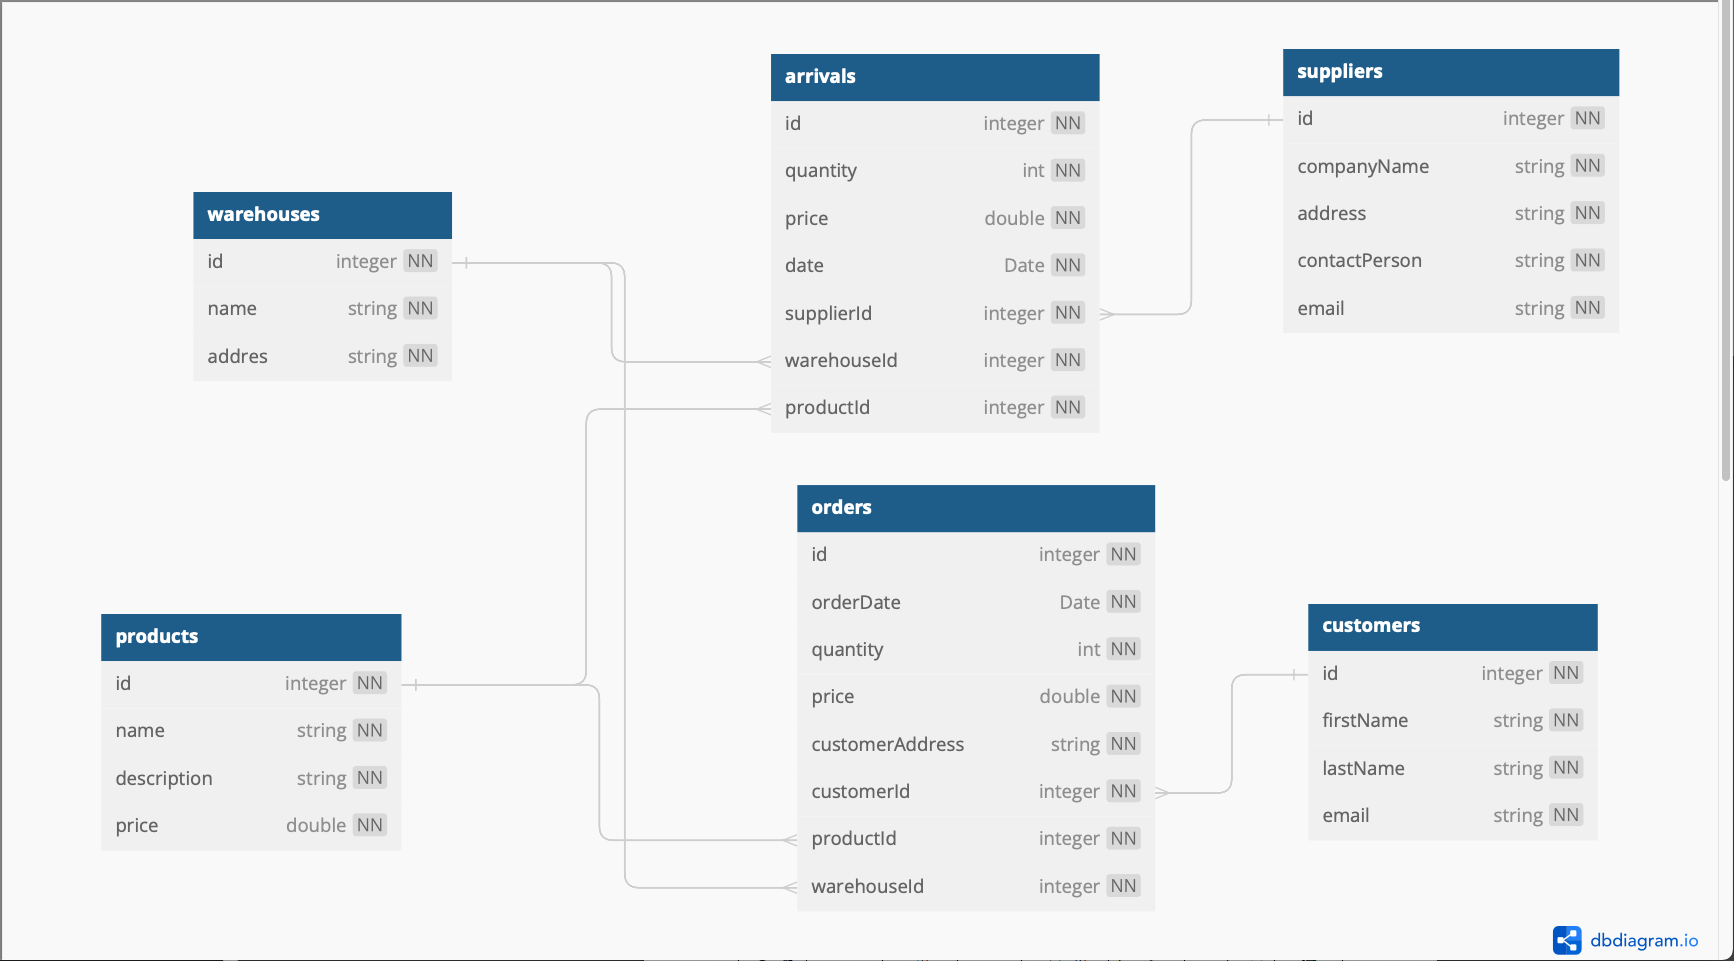 arrivals
id integer NN
quantity int NN
price double NN
date Date NN
supplierId integer NN
warehouseId integer NN
productId integer NN
suppliers
id integer NN
companyName string NN
address string NN
contactPerson string NN
email string NN
warehouses
id integer NN
name string NN
addres string NN
orders
id integer NN
orderDate Date NN
quantity int NN
price double NN
customerAddress string NN
customerId integer NN
productId integer NN
warehouseId integer NN
products
id integer NN
name string NN
description string NN
price double NN
customers
id integer NN
firstName string NN
lastName string NN
email string NN
dbdiagram.io